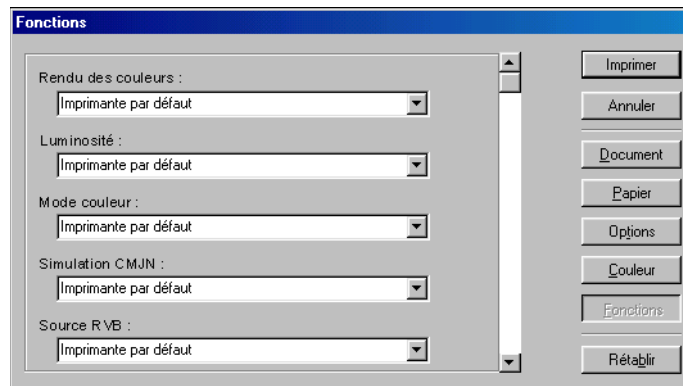 Fonctions
Rendu des couleurs :
Imprimante par défaut
Luminosité :
Imprimante par défaut
Mode couleur :
Imprimante par défaut
Simulation CMJN :
Imprimante par défaut
Source RVB :
Imprimante par défaut
Imprimer
Annuler
Document
Papier
Options
Couleur
Fonctions
Rétablir